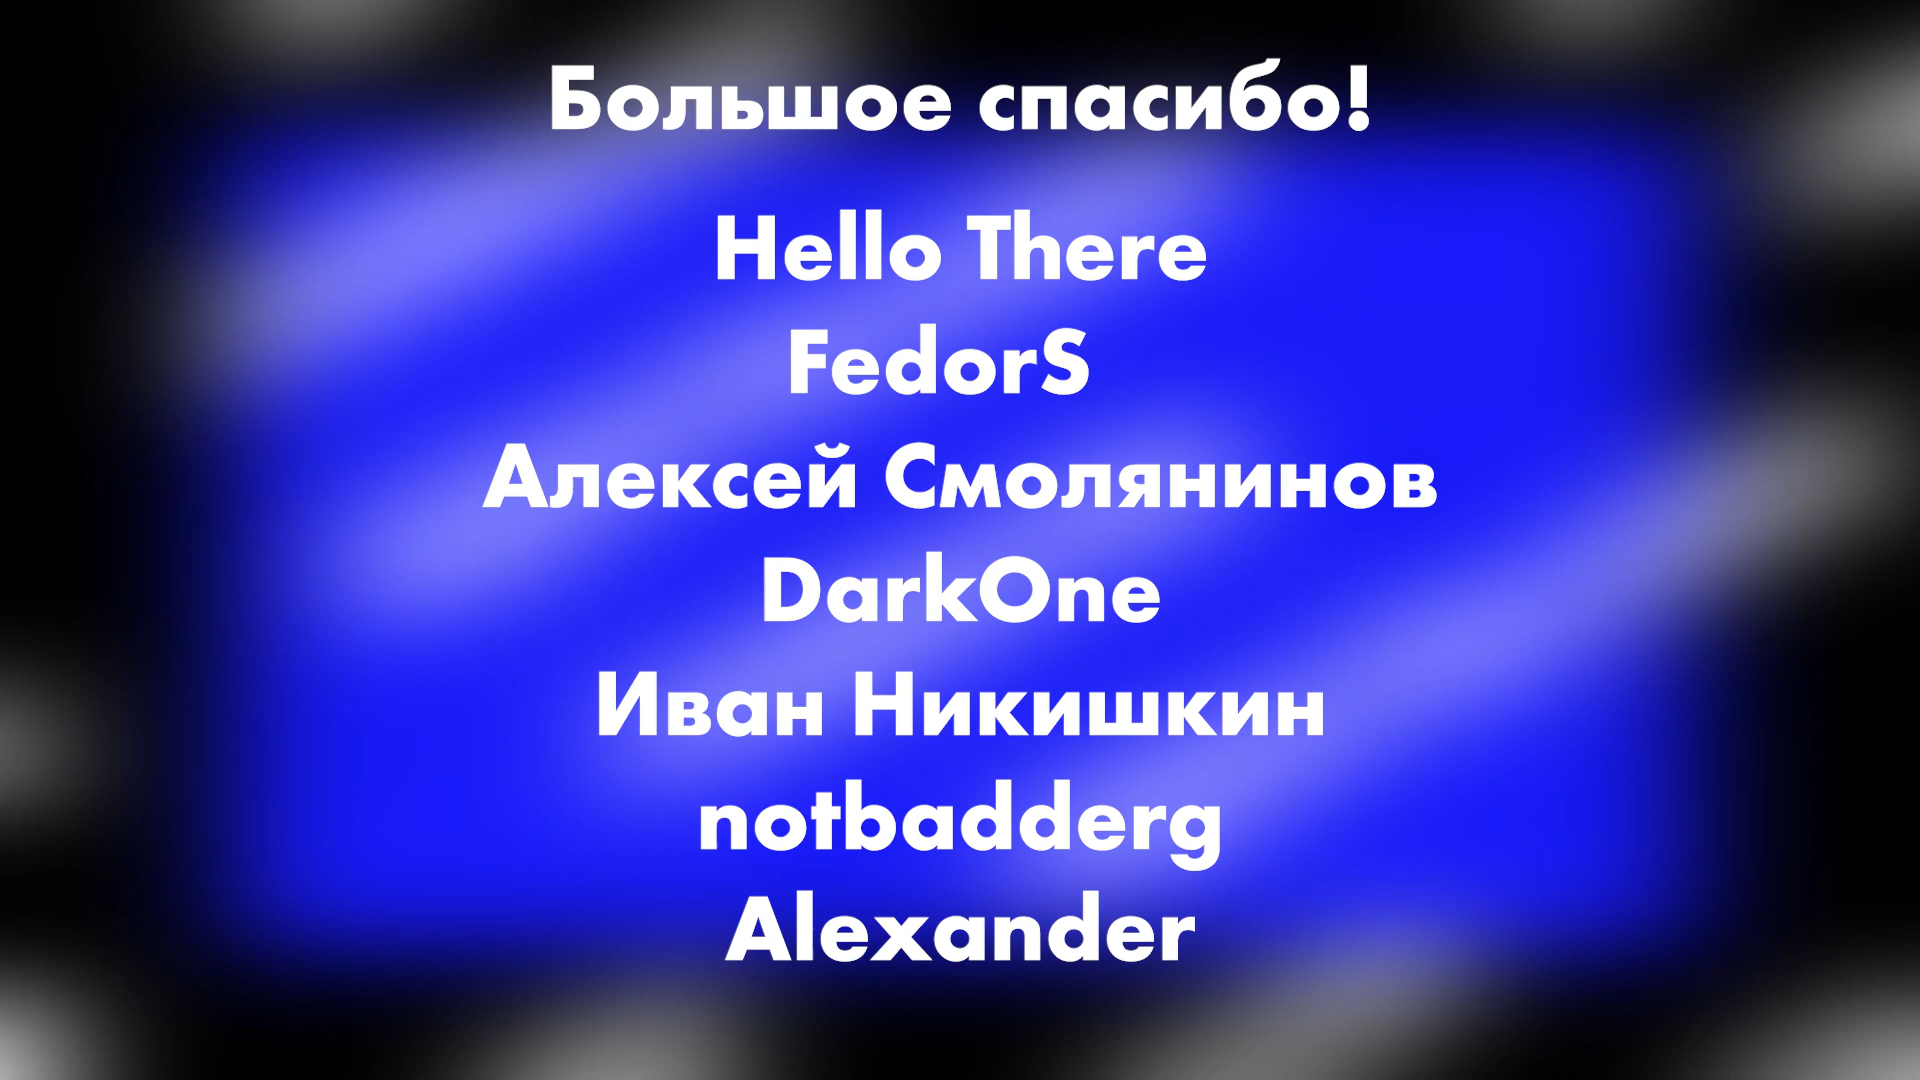 Большое спасибо!
Hello There
FedorS
Алексей Смолянинов
DarkOne
Иван Никишкин
notbadderg
Alexander